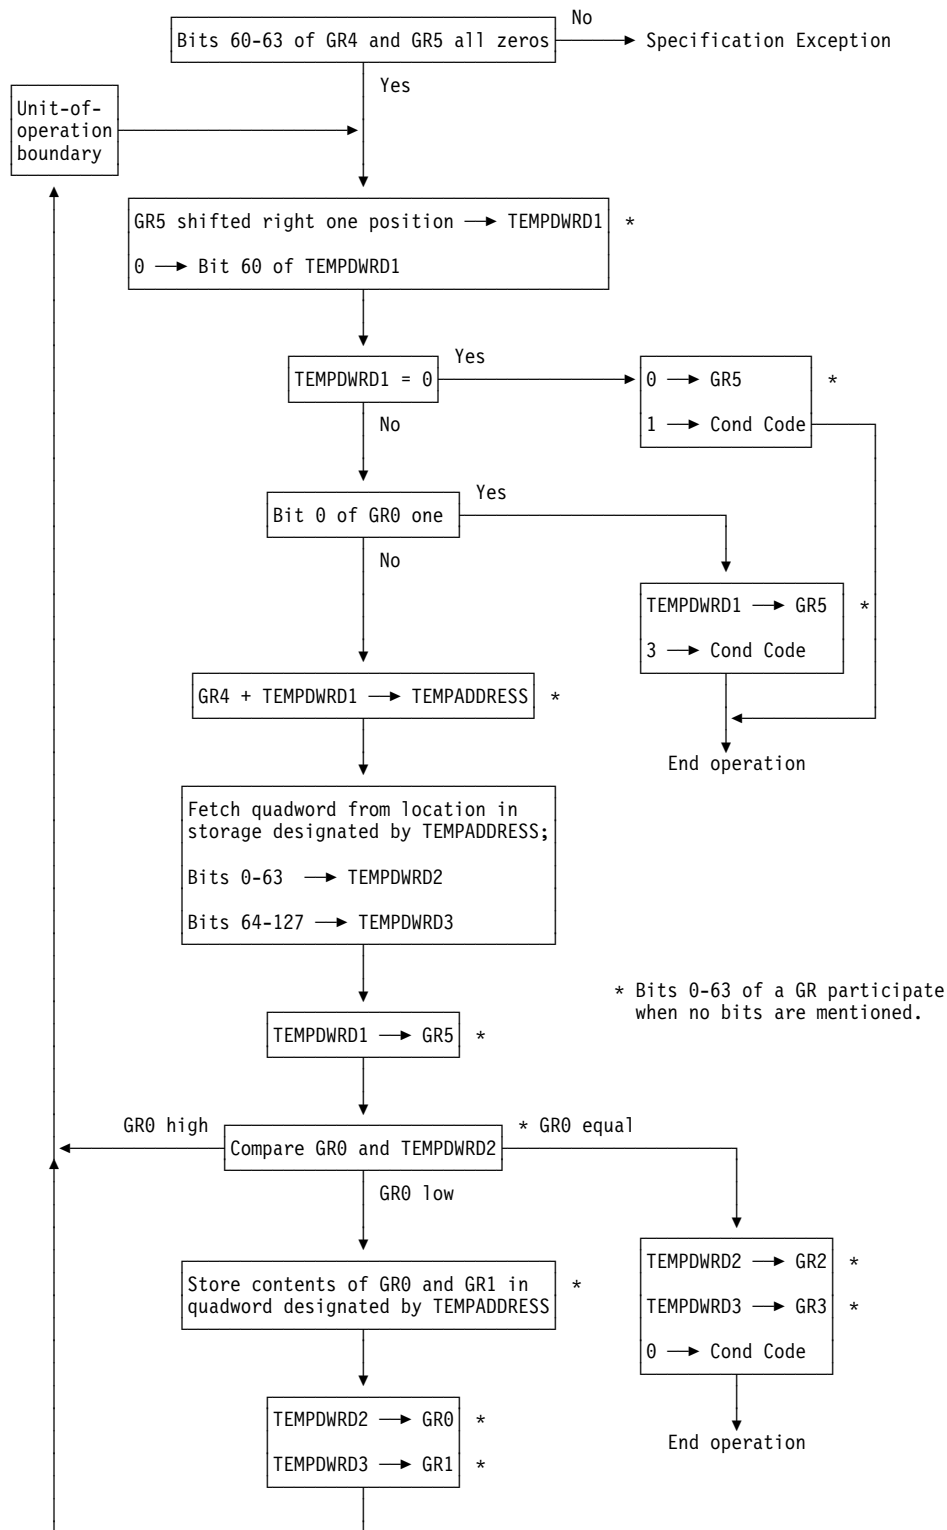 No
Bits 60-63 of GR4 and GR5 all zeros → Specification Exception
Yes
Unit-of-
operation
boundary
GR5 shifted right one position → TEMPDWRD1 *
0 → Bit 60 of TEMPDWRD1
Yes
TEMPDWRD1 = 0
0 → GR5 *
No
1 → Cond Code
Yes
Bit 0 of GR0 one
No
TEMPDWRD1 → GR5 *
3 → Cond Code
GR4 + TEMPDWRD1 → TEMPADDRESS *
End operation
Fetch quadword from location in
storage designated by TEMPADDRESS;
Bits 0-63 → TEMPDWRD2
Bits 64-127 → TEMPDWRD3
* Bits 0-63 of a GR participate
when no bits are mentioned.
TEMPDWRD1 → GR5 *
GR0 high
* GR0 equal
Compare GR0 and TEMPDWRD2
GR0 low
TEMPDWRD2 → GR2 *
TEMPDWRD3 → GR3 *
0 → Cond Code
Store contents of GR0 and GR1 in *
quadword designated by TEMPADDRESS
TEMPDWRD2 → GR0 *
TEMPDWRD3 → GR1 *
End operation